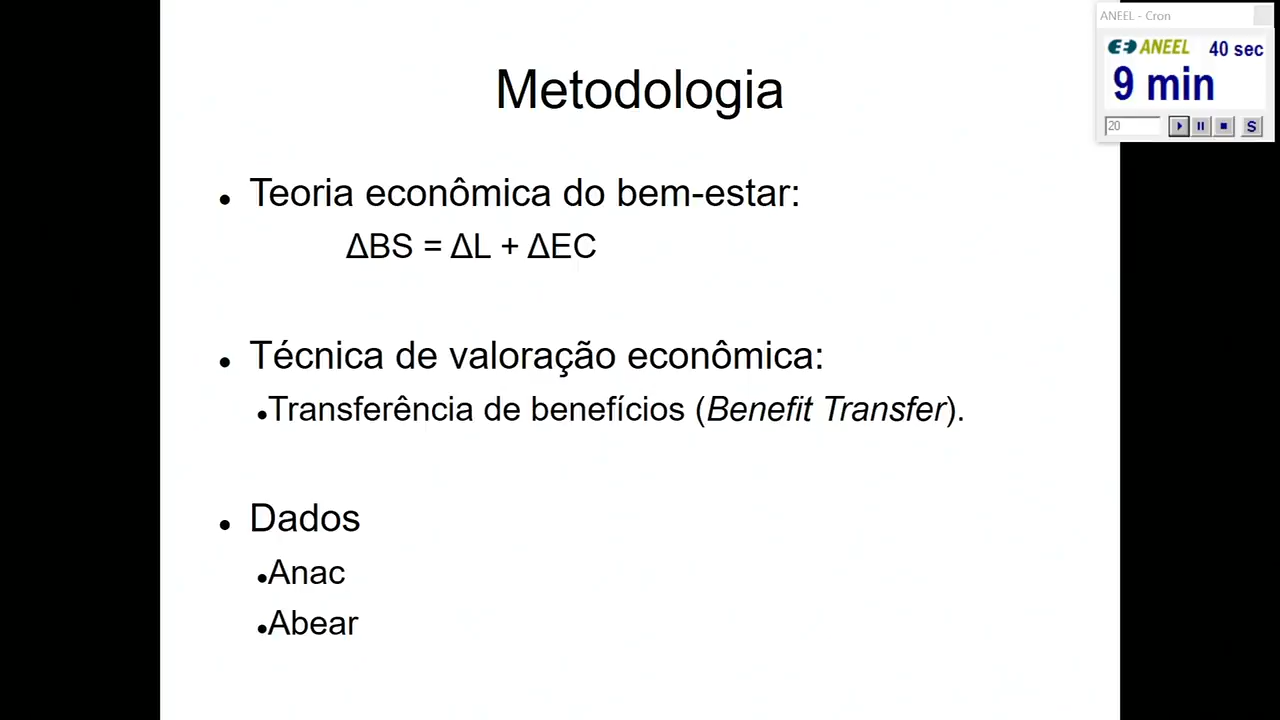 ANEEL - Cron
ANEEL 40 sec
9 min
20
S
Metodologia
• Teoria econômica do bem-estar:
ΔBS = ΔL + ΔEC
• Técnica de valoração econômica:
•Transferência de benefícios (Benefit Transfer).
• Dados
•Anac
•Abear